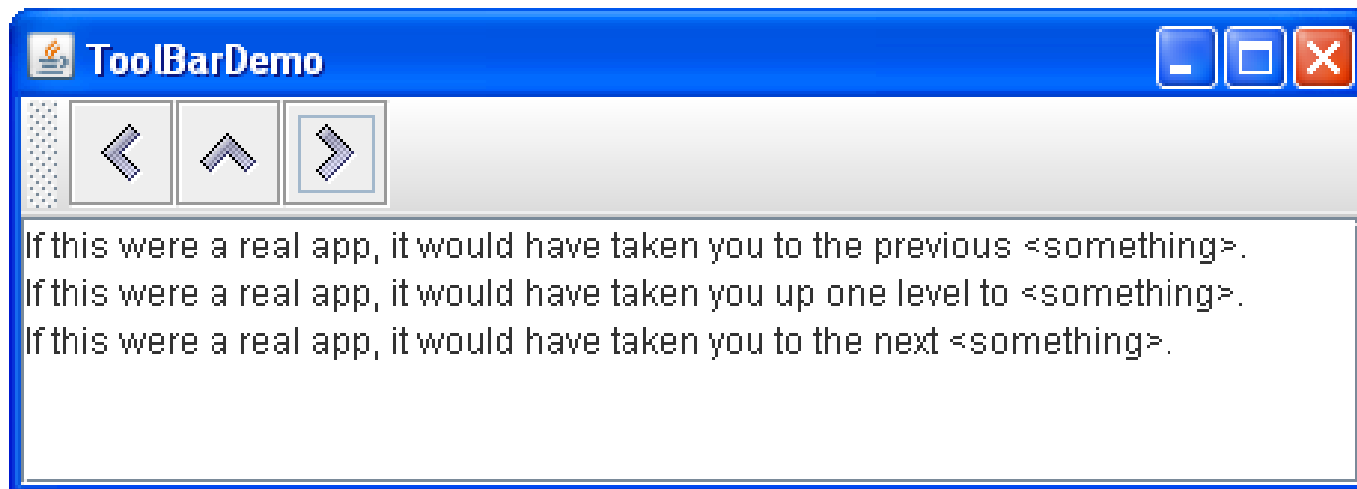 ToolBarDemo
If this were a real app, it would have taken you to the previous <something>.
If this were a real app, it would have taken you up one level to <something>.
If this were a real app, it would have taken you to the next <something>.